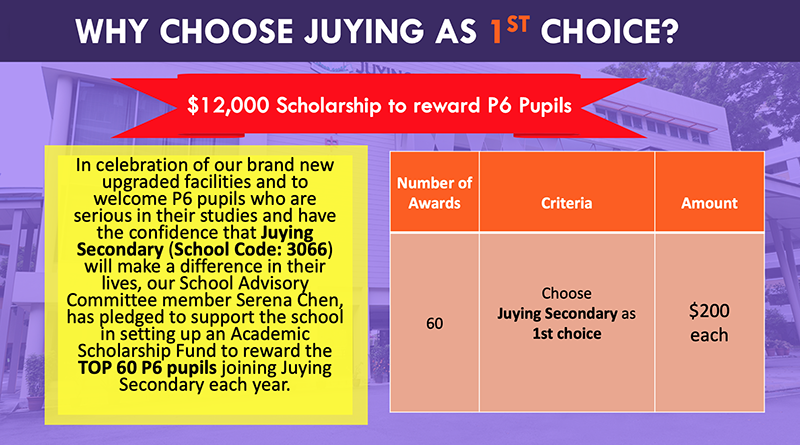 WHY CHOOSE JUYING AS 1ST CHOICE?
JUYING
$12,000 Scholarship to reward P6 Pupils
In celebration of our brand new
upgraded facilities and to
welcome P6 pupils who are
serious in their studies and have
the confidence that Juying
Secondary (School Code: 3066)
will make a difference in their
lives, our School Advisory
Committee member Serena Chen,
has pledged to support the school
in setting up an Academic
Scholarship Fund to reward the
TOP 60 P6 pupils joining Juying
Secondary each year.
Number of
Awards
Criteria
Amount
60
Choose
Juying Secondary as
1st choice
$200
each